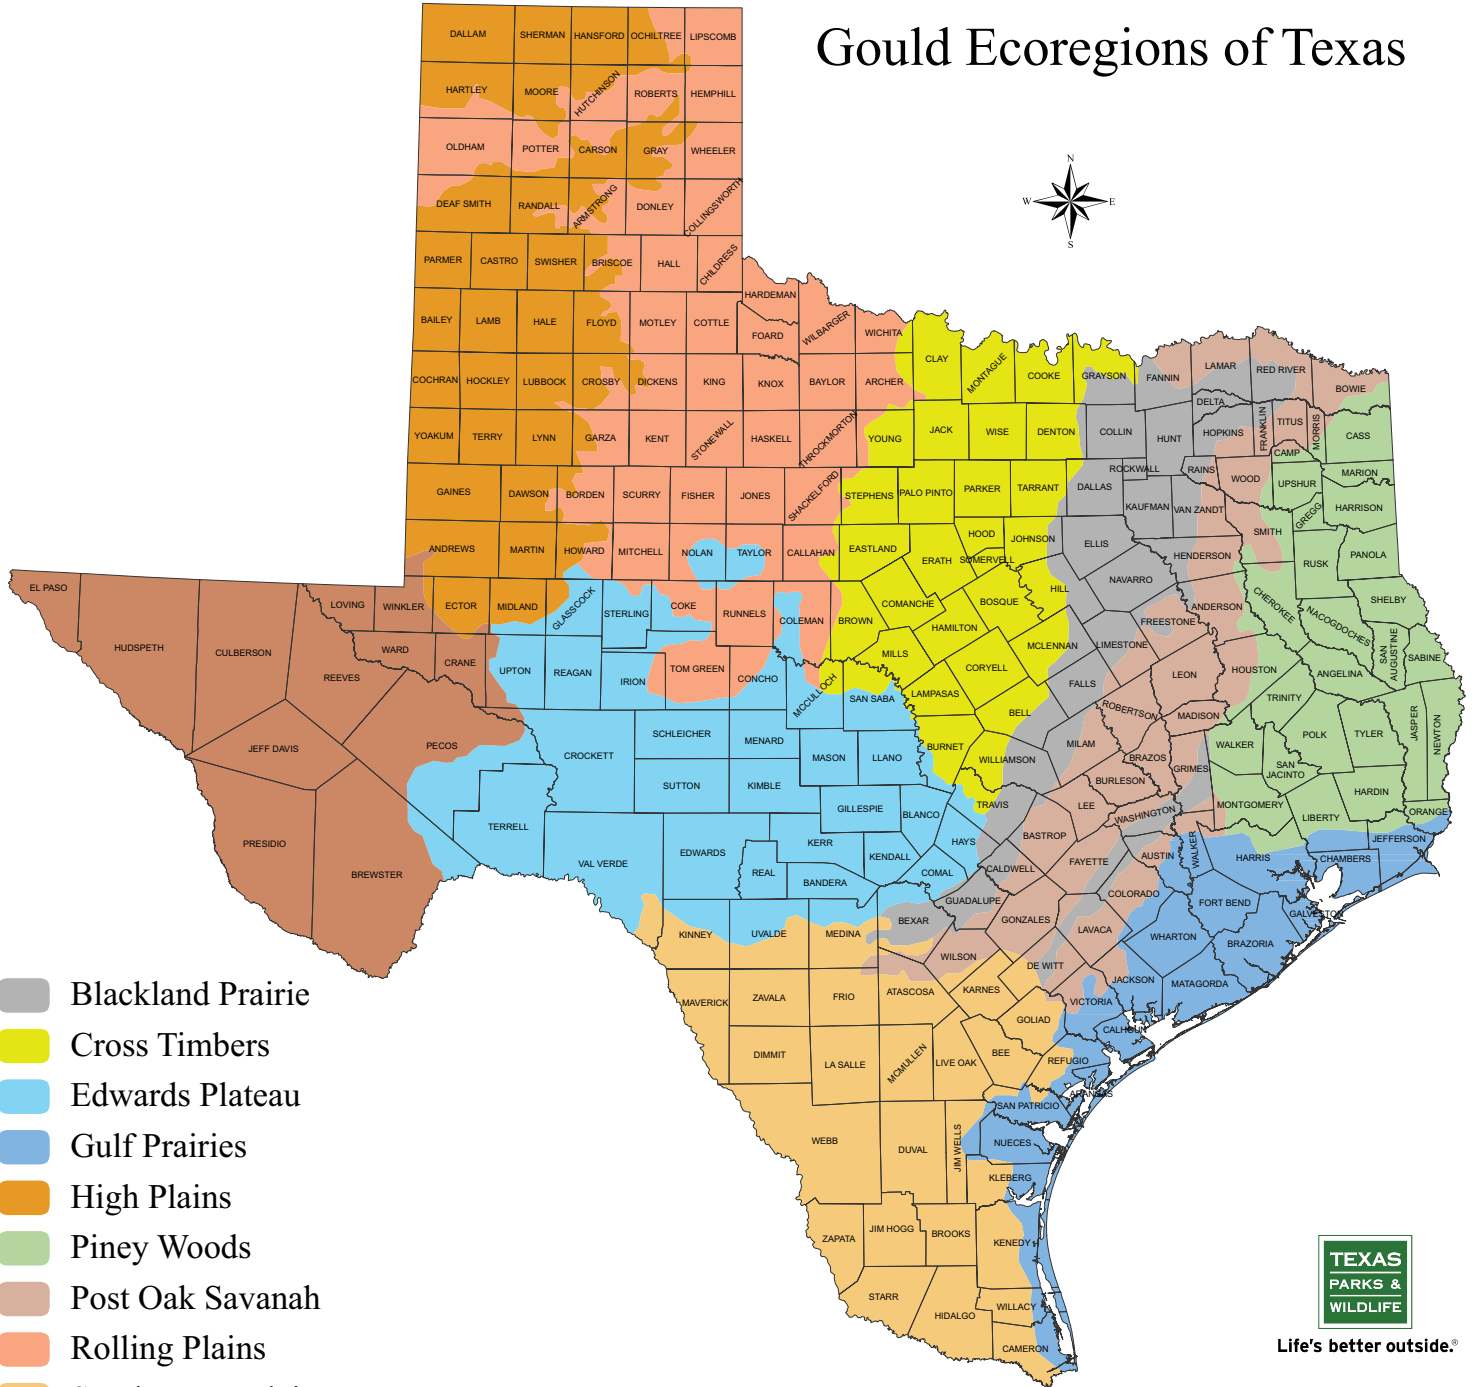 Gould Ecoregions of Texas
N
W E
S
DALLAM SHERMAN HANSFORD OCHILTREE LIPSCOMB
HARTLEY MOORE HUTCHINSON ROBERTS HEMPHILL
OLDHAM POTTER CARSON GRAY WHEELER
DEAF SMITH RANDALL ARMSTRONG DONLEY COLLINGSWORTH
PARMER CASTRO SWISHER BRISCOE HALL CHILDRESS
HARDEMAN
BAILEY LAMB HALE FLOYD MOTLEY COTTLE FOARD WILBARGER WICHITA
CLAY MONTAGUE COOKE GRAYSON FANNIN LAMAR RED RIVER BOWIE
COCHRAN HOCKLEY LUBBOCK CROSBY DICKENS KING KNOX BAYLOR ARCHER
DELTA
YOAKUM TERRY LYNN GARZA KENT STONEWALL HASKELL THROCKMORTON YOUNG JACK WISE DENTON COLLIN HUNT HOPKINS FRANKLIN TITUS MORRIS CASS
CAMP
ROCKWALL RAINS WOOD UPSHUR MARION
GAINES DAWSON BORDEN SCURRY FISHER JONES SHACKELFORD STEPHENS PALO PINTO PARKER TARRANT DALLAS KAUFMAN VAN ZANDT GREGG HARRISON
SMITH
ANDREWS MARTIN HOWARD MITCHELL NOLAN TAYLOR CALLAHAN EASTLAND ERATH HOOD JOHNSON ELLIS HENDERSON RUSK PANOLA
SOMERVELL
EL PASO LOVING WINKLER ECTOR MIDLAND GLASSCOCK STERLING COKE RUNNELS COLEMAN BROWN COMANCHE BOSQUE HILL NAVARRO ANDERSON CHEROKEE NACOGDOCHES SHELBY
HAMILTON FREESTONE
HUDSPETH CULBERSON REEVES WARD CRANE UPTON REAGAN IRION TOM GREEN CONCHO MCCULLOCH SAN SABA MILLS CORYELL MCLENNAN LIMESTONE LEON HOUSTON ANGELINA SAN AUGUSTINE SABINE
LAMPASAS FALLS TRINITY
BELL ROBERTSON MADISON
JEFF DAVIS PECOS CROCKETT SCHLEICHER MENARD MASON LLANO BURNET WILLIAMSON MILAM BRAZOS GRIMES WALKER POLK TYLER JASPER NEWTON
SAN JACINTO
SUTTON KIMBLE BURLESON HARDIN
GILLESPIE BLANCO TRAVIS LEE WASHINGTON MONTGOMERY LIBERTY ORANGE
PRESIDIO TERRELL HAYS BASTROP JEFFERSON
VAL VERDE EDWARDS KERR KENDALL COMAL CALDWELL FAYETTE AUSTIN WALKER HARRIS CHAMBERS
BREWSTER REAL BANDERA
GUADALUPE COLORADO FORT BEND
KINNEY UVALDE MEDINA BEXAR GONZALES LAVACA WHARTON BRAZORIA GALVESTON
WILSON DE WITT
MAVERICK ZAVALA FRIO ATASCOSA KARNES JACKSON MATAGORDA
VICTORIA
GOLIAD CALHOUN
DIMMIT LA SALLE MCMULLEN LIVE OAK BEE REFUGIO
ARANSAS
SAN PATRICIO
WEBB DUVAL JIM WELLS NUECES
KLEBERG
ZAPATA JIM HOGG BROOKS KENEDY
STARR HIDALGO WILLACY
CAMERON
Blackland Prairie
Cross Timbers
Edwards Plateau
Gulf Prairies
High Plains
Piney Woods
Post Oak Savanah
Rolling Plains
TEXAS
PARKS &
WILDLIFE
Life's better outside.®